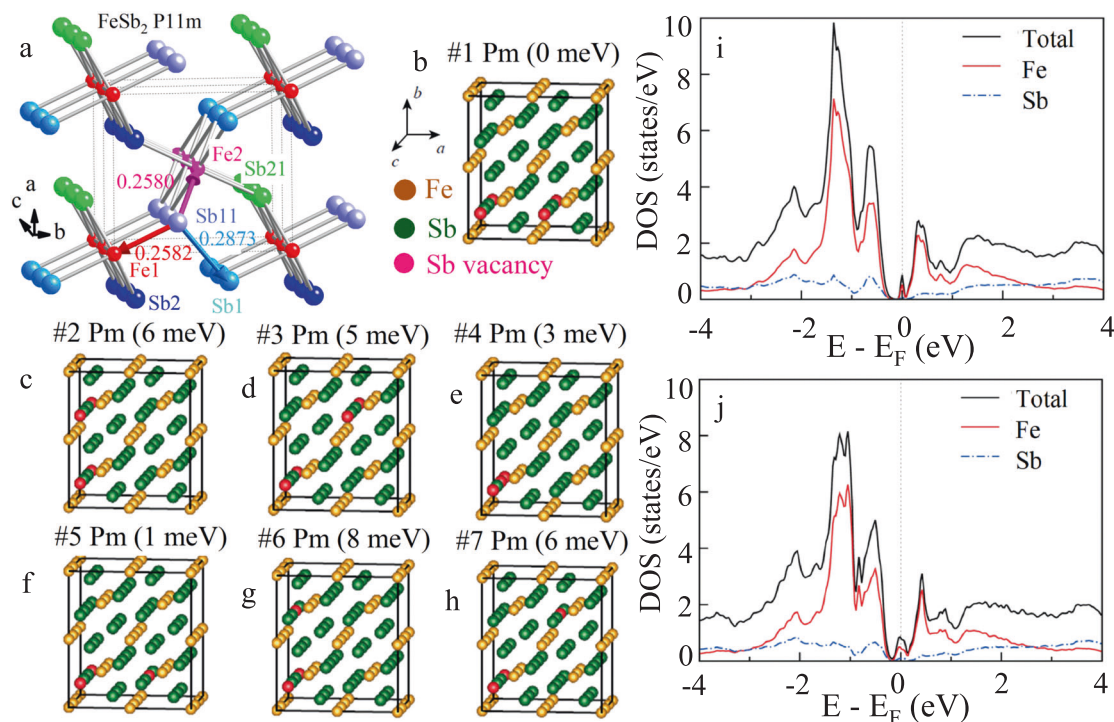 a
FeSb₂ P11m
Fe2
Sb21
0.2580
Sb11
0.2873
0.2582
Fe1
Sb2
Sb1
a
c
b
b
#1 Pm (0 meV)
b
a
c
Fe
Sb
Sb vacancy
#2 Pm (6 meV)
#3 Pm (5 meV)
#4 Pm (3 meV)
c
d
e
#5 Pm (1 meV)
#6 Pm (8 meV)
#7 Pm (6 meV)
f
g
h
i
Total
Fe
Sb
DOS (states/eV)
10
8
6
4
2
0
-4
-2
0
2
4
E - E_F (eV)
j
Total
Fe
Sb
DOS (states/eV)
10
8
6
4
2
0
-4
-2
0
2
4
E - E_F (eV)